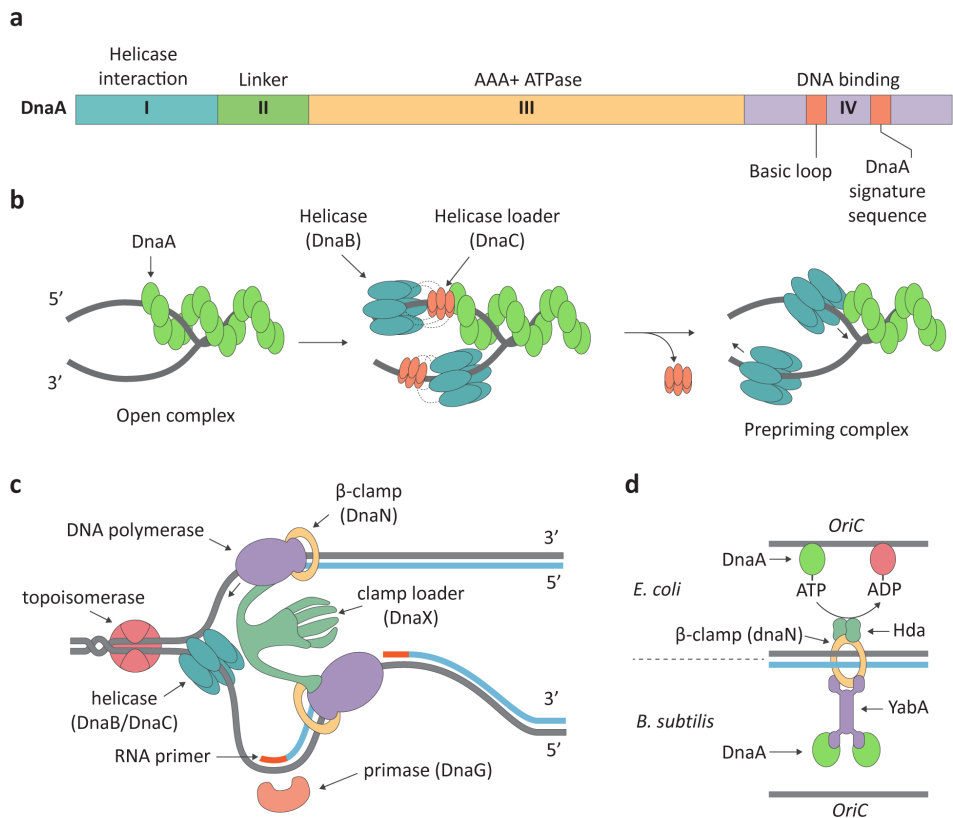 a
Helicase
interaction
Linker
AAA+ ATPase
DNA binding
DnaA
I
II
III
IV
Basic loop
DnaA
signature
sequence
b
DnaA
Helicase
(DnaB)
Helicase loader
(DnaC)
5’
3’
Open complex
Prepriming complex
c
β-clamp
(DnaN)
DNA polymerase
3’
5’
topoisomerase
clamp loader
(DnaX)
helicase
(DnaB/DnaC)
3’
5’
RNA primer
primase (DnaG)
d
OriC
DnaA
ATP
ADP
E. coli
Hda
β-clamp (dnaN)
B. subtilis
YabA
DnaA
OriC